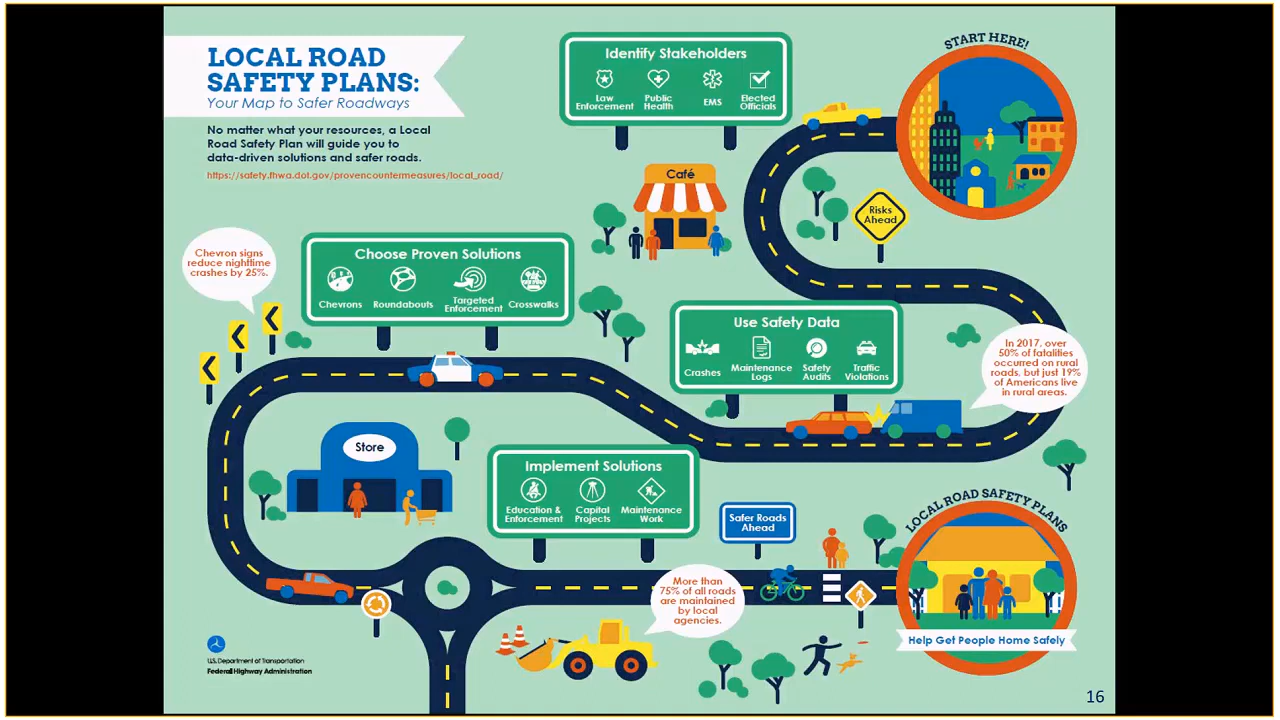 LOCAL ROAD
SAFETY PLANS:
Your Map to Safer Roadways
No matter what your resources, a Local
Road Safety Plan will guide you to
data-driven solutions and safer roads.
https://safety.fhwa.dot.gov/provencountermeasures/local_road/
START HERE!
Identify Stakeholders
Law
Enforcement
Public
Health
EMS
Elected
Officials
Café
Risks
Ahead
Use Safety Data
Crashes
Maintenance
Logs
Safety
Audits
Traffic
Violations
In 2017, over
50% of fatalities
occurred on rural
roads, but just 19%
of Americans live
in rural areas.
Choose Proven Solutions
Chevrons
Roundabouts
Targeted
Enforcement
Crosswalks
Chevron signs
reduce nighttime
crashes by 25%.
Store
Implement Solutions
Education &
Enforcement
Capital
Projects
Maintenance
Work
Safer Roads
Ahead
More than
75% of all roads
are maintained
by local
agencies.
LOCAL ROAD SAFETY PLANS
Help Get People Home Safely
U.S. Department of Transportation
Federal Highway Administration
16